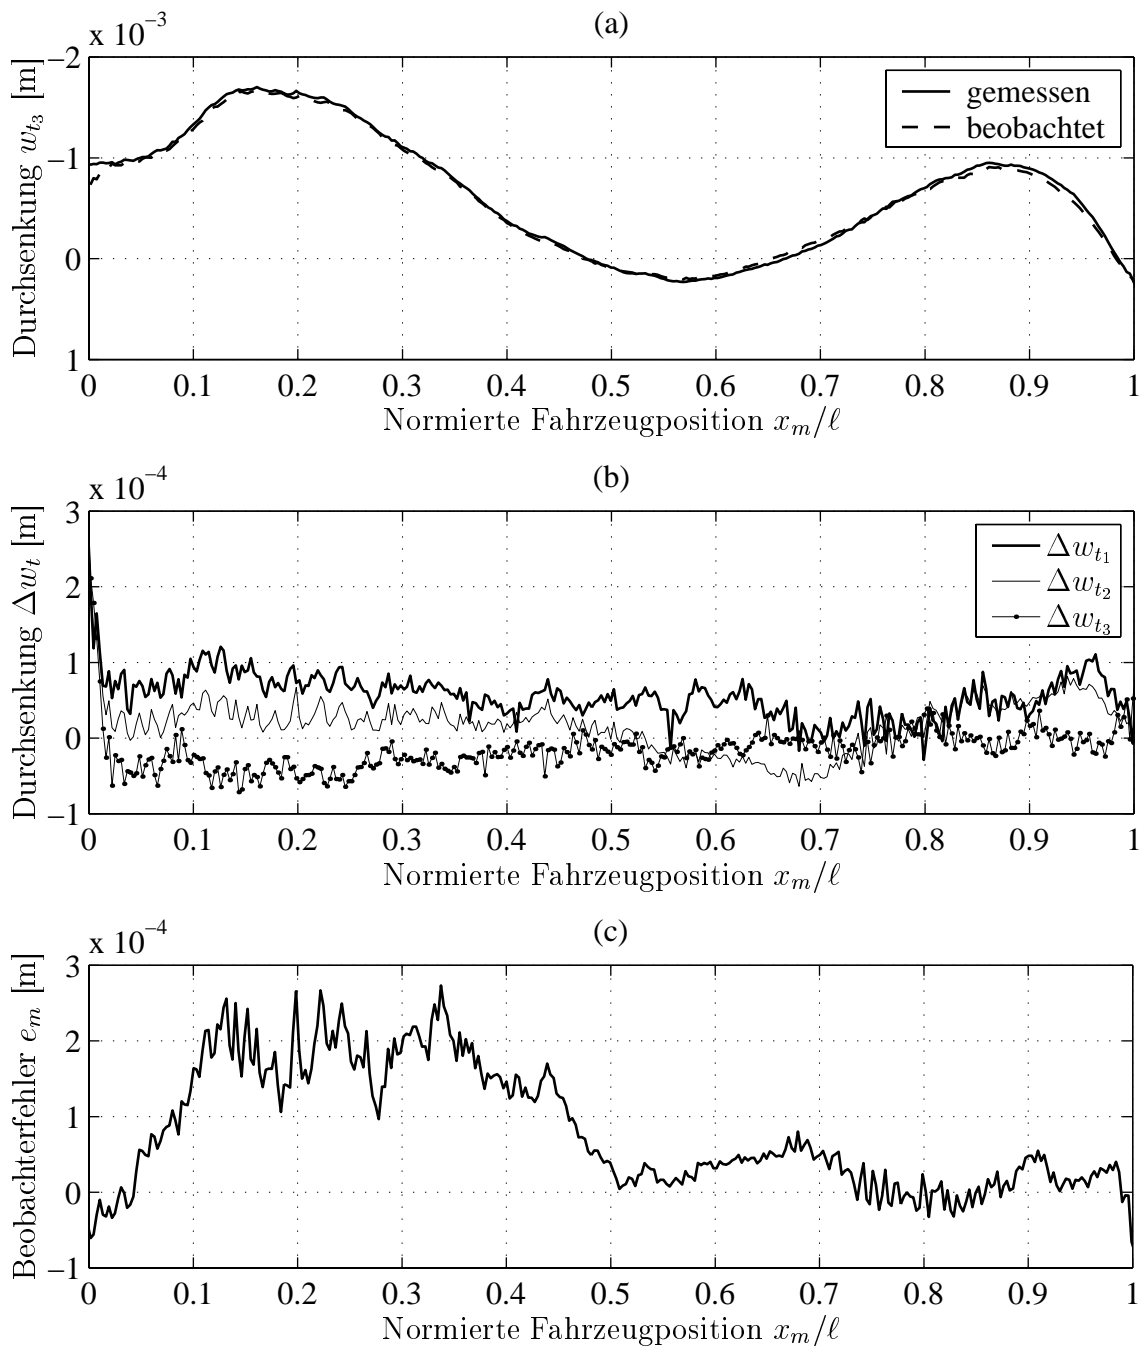 (a)
x 10⁻³
Durchsenkung w_{t_3} [m]
−2
−1
0
1
gemessen
beobachtet
0 0.1 0.2 0.3 0.4 0.5 0.6 0.7 0.8 0.9 1
Normierte Fahrzeugposition x_m/ℓ
(b)
x 10⁻⁴
Durchsenkung Δw_t [m]
3
2
1
0
−1
Δw_{t_1}
Δw_{t_2}
Δw_{t_3}
0 0.1 0.2 0.3 0.4 0.5 0.6 0.7 0.8 0.9 1
Normierte Fahrzeugposition x_m/ℓ
(c)
x 10⁻⁴
Beobachterfehler e_m [m]
3
2
1
0
−1
0 0.1 0.2 0.3 0.4 0.5 0.6 0.7 0.8 0.9 1
Normierte Fahrzeugposition x_m/ℓ